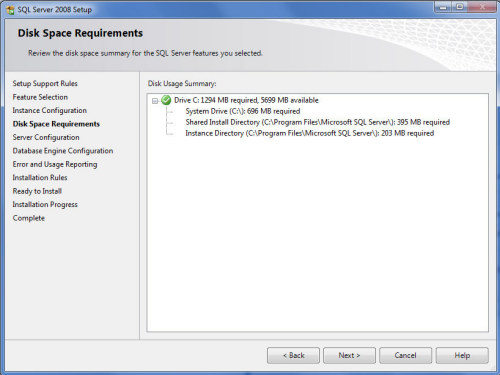 SQL Server 2008 Setup
Disk Space Requirements
Review the disk space summary for the SQL Server features you selected.
Setup Support Rules
Feature Selection
Instance Configuration
Disk Space Requirements
Server Configuration
Database Engine Configuration
Error and Usage Reporting
Installation Rules
Ready to Install
Installation Progress
Complete
Disk Usage Summary:
Drive C: 1294 MB required, 5699 MB available
System Drive (C:\): 696 MB required
Shared Install Directory (C:\Program Files\Microsoft SQL Server\): 395 MB required
Instance Directory (C:\Program Files\Microsoft SQL Server\): 203 MB required
< Back
Next >
Cancel
Help